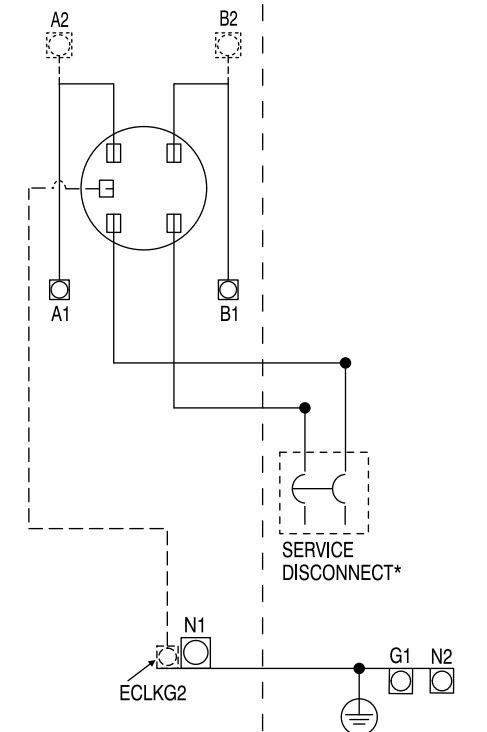 A2
B2
A1
B1
SERVICE
DISCONNECT*
N1
G1
N2
ECLKG2